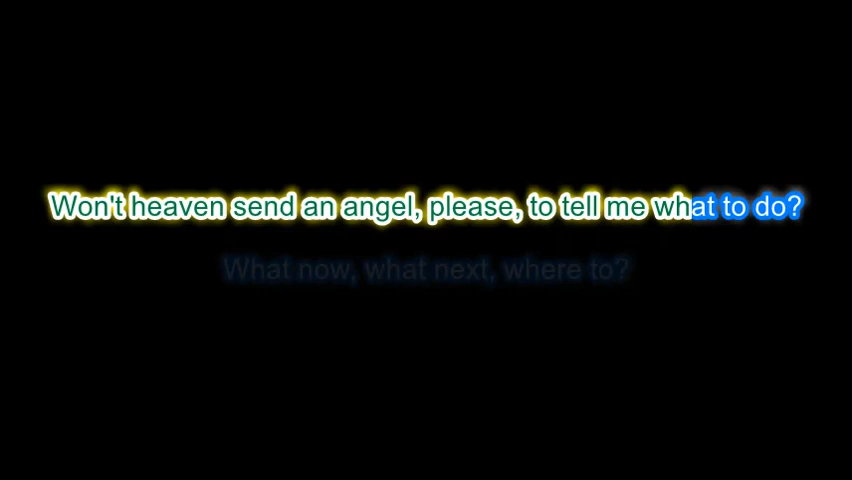 Won't heaven send an angel, please, to tell me what to do?
What now, what next, where to?